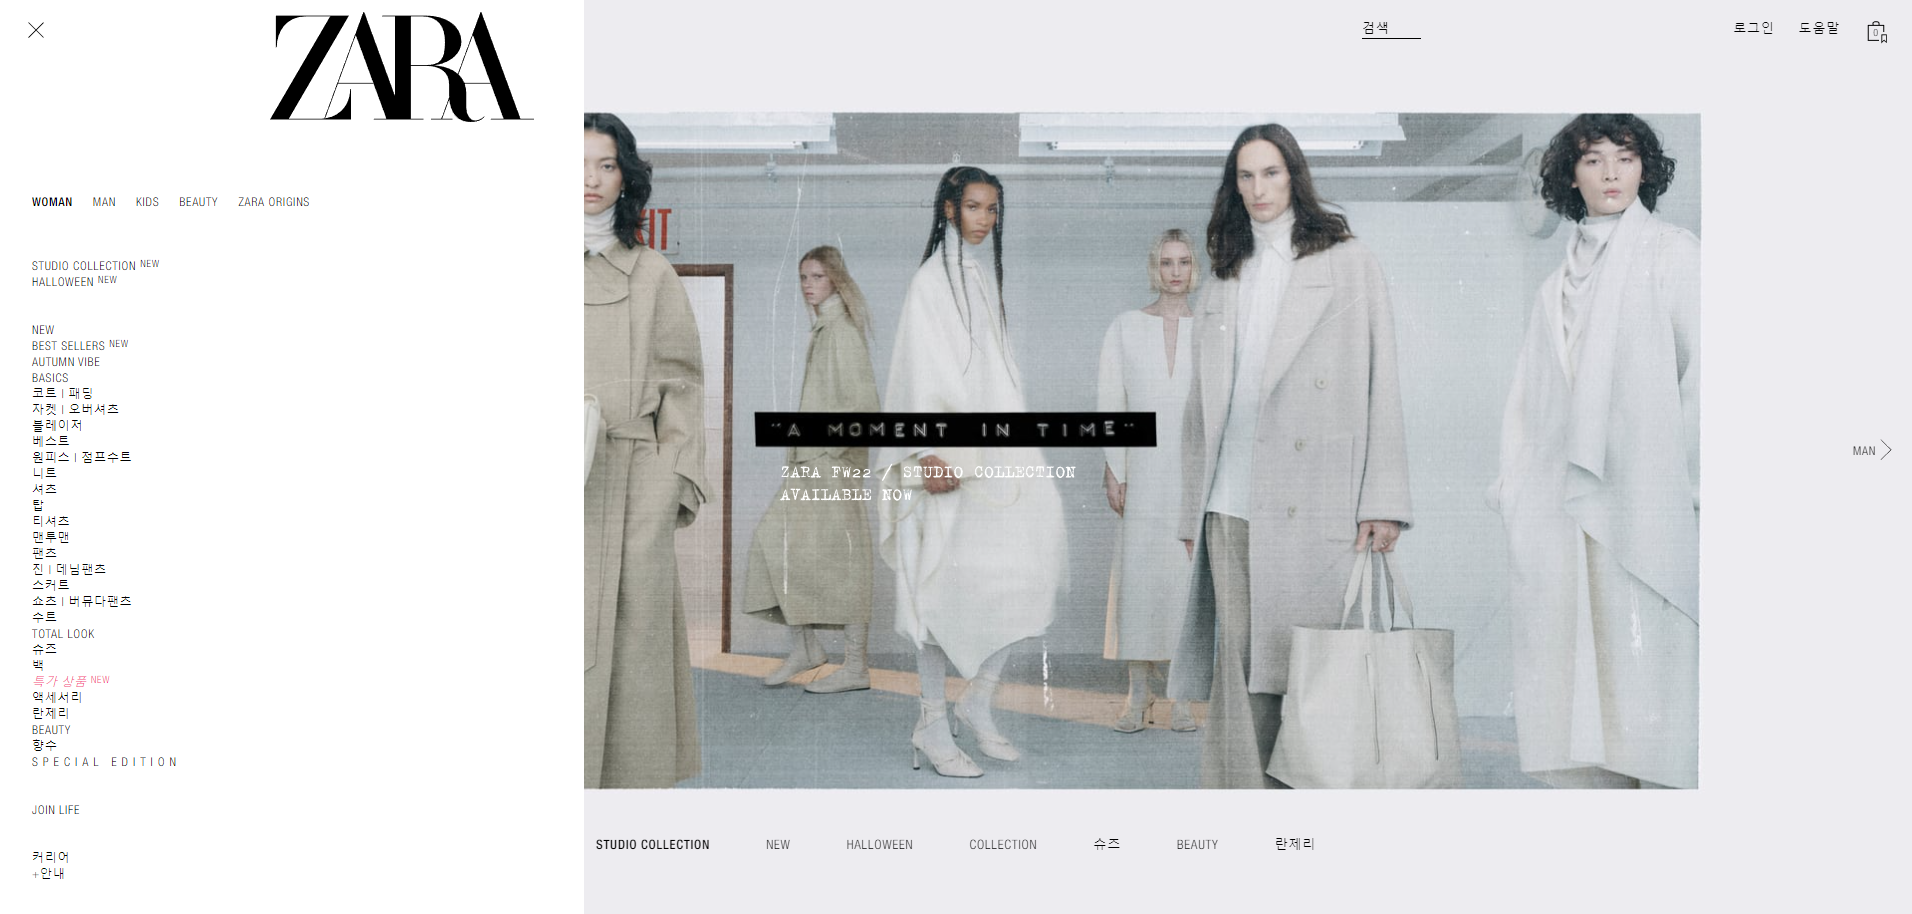 ZARA
검색
로그인
도움말
0
WOMAN MAN KIDS BEAUTY ZARA ORIGINS
STUDIO COLLECTION NEW
HALLOWEEN NEW
NEW
BEST SELLERS NEW
AUTUMN VIBE
BASICS
코트 | 패딩
자켓 | 오버셔츠
블레이저
베스트
원피스 | 점프수트
니트
셔츠
탑
티셔츠
맨투맨
팬츠
진 | 데님팬츠
스커트
쇼츠 | 버뮤다팬츠
수트
TOTAL LOOK
슈즈
백
특가 상품 NEW
액세서리
란제리
BEAUTY
향수
SPECIAL EDITION
JOIN LIFE
커리어
+안내
"A MOMENT IN TIME"
ZARA FW22 / STUDIO COLLECTION
AVAILABLE NOW
MAN
STUDIO COLLECTION NEW HALLOWEEN COLLECTION 슈즈 BEAUTY 란제리